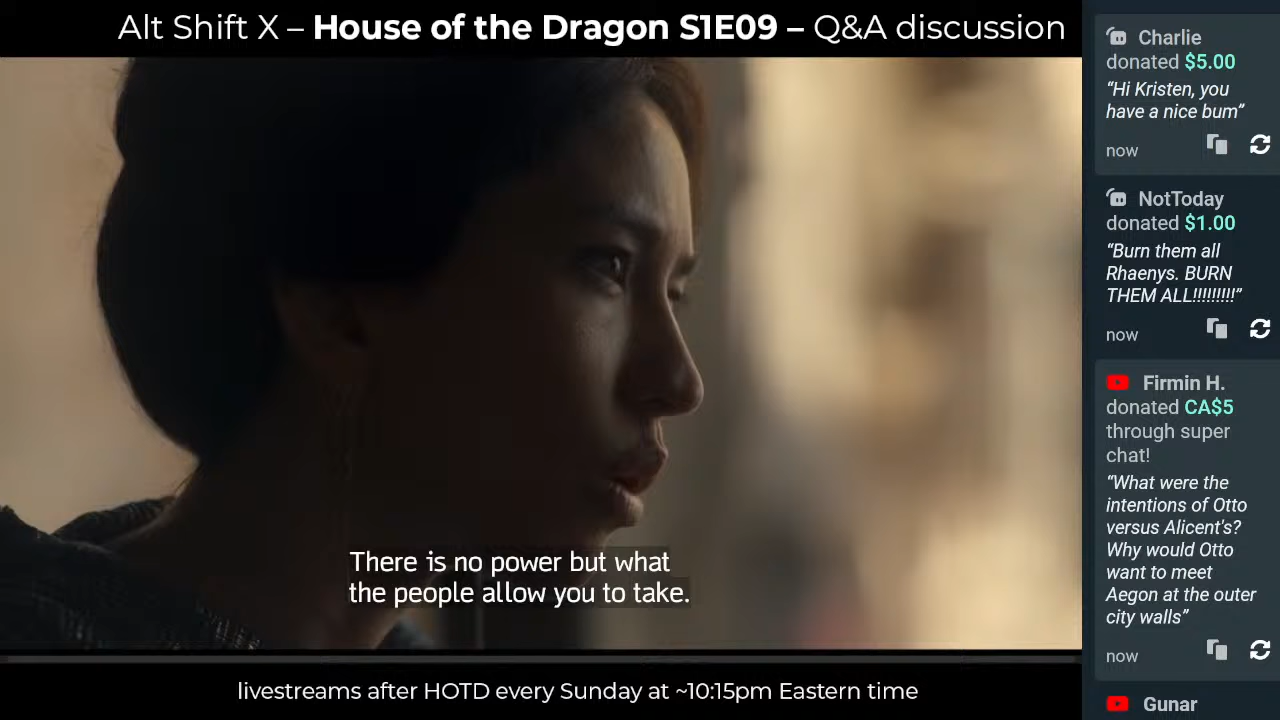 Alt Shift X – House of the Dragon S1E09 – Q&A discussion
There is no power but what
the people allow you to take.
livestreams after HOTD every Sunday at ~10:15pm Eastern time
Charlie
donated $5.00
“Hi Kristen, you
have a nice bum”
now
NotToday
donated $1.00
“Burn them all
Rhaenys. BURN
THEM ALL!!!!!!!!!”
now
Firmin H.
donated CA$5
through super
chat!
“What were the
intentions of Otto
versus Alicent's?
Why would Otto
want to meet
Aegon at the outer
city walls”
now
Gunar